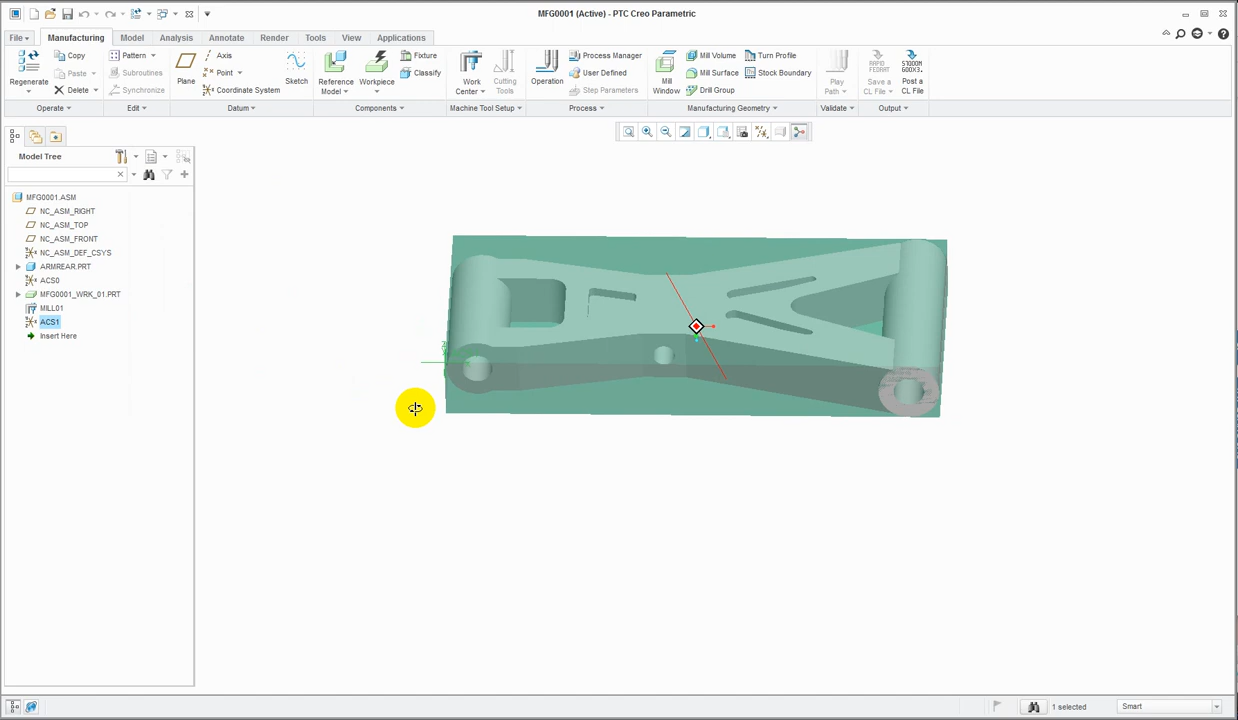 MFG0001 (Active) - PTC Creo Parametric
File Manufacturing Model Analysis Annotate Render Tools View Applications
Regenerate Copy Paste Delete Pattern Subroutines Synchronize
Plane Axis Point Coordinate System Sketch
Reference Model Workpiece Fixture Classify
Work Center Cutting Tools Operation
Process Manager User Defined Step Parameters
Mill Window Mill Volume Mill Surface Drill Group Turn Profile Stock Boundary
Play Path Save a CL File Post a CL File
Operate Edit Datum Components Machine Tool Setup Process Manufacturing Geometry Validate Output
Model Tree
MFG0001.ASM
NC_ASM_RIGHT
NC_ASM_TOP
NC_ASM_FRONT
NC_ASM_DEF_CSYS
ARMREAR.PRT
ACS0
MFG0001_WRK_01.PRT
MILL01
ACS1
Insert Here
1 selected Smart